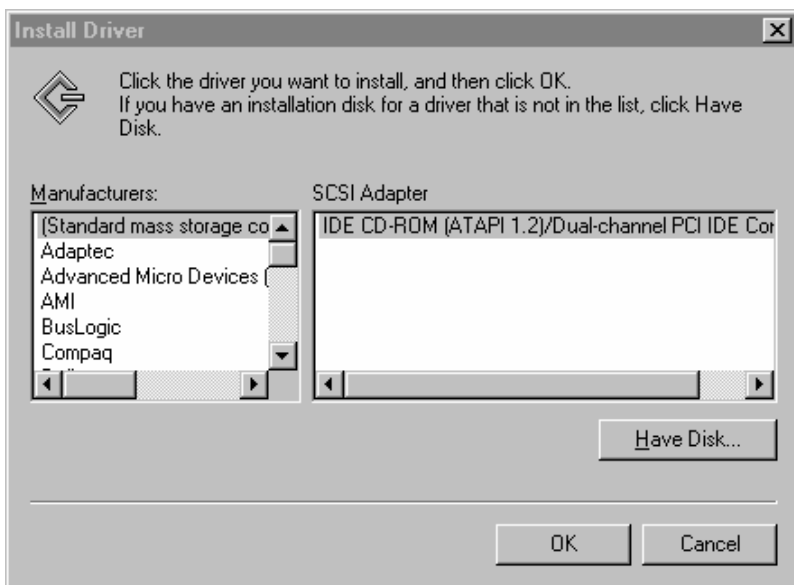 Install Driver
Click the driver you want to install, and then click OK.
If you have an installation disk for a driver that is not in the list, click Have
Disk.
Manufacturers:
SCSI Adapter
(Standard mass storage co
IDE CD-ROM (ATAPI 1.2)/Dual-channel PCI IDE Con
Adaptec
Advanced Micro Devices (
AMI
BusLogic
Compaq
Have Disk...
OK
Cancel